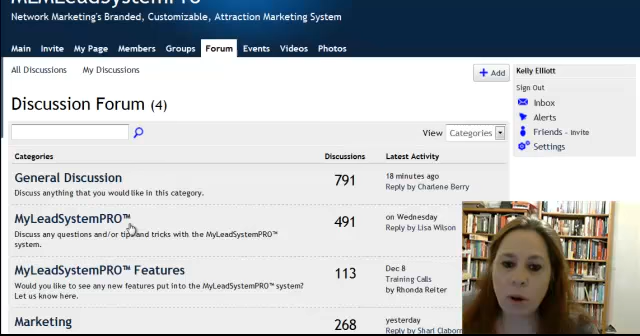 MLMLeadSystemPRO
Network Marketing's Branded, Customizable, Attraction Marketing System
Main Invite My Page Members Groups Forum Events Videos Photos
All Discussions My Discussions
+ Add
Kelly Elliott
Sign Out
Inbox
Alerts
Friends - Invite
Settings
Discussion Forum (4)
View Categories
Categories Discussions Latest Activity
General Discussion 791 18 minutes ago
Discuss anything that you would like in this category. Reply by Charlene Berry
MyLeadSystemPRO™ 491 on Wednesday
Discuss any questions and/or tips and tricks with the MyLeadSystemPRO™ Reply by Lisa Wilson
system.
MyLeadSystemPRO™ Features 113 Dec 8
Would you like to see any new features put into the MyLeadSystemPRO™ system? Training Calls
Let us know here. by Rhonda Reiter
Marketing 268 yesterday
Reply by Shari Claborn